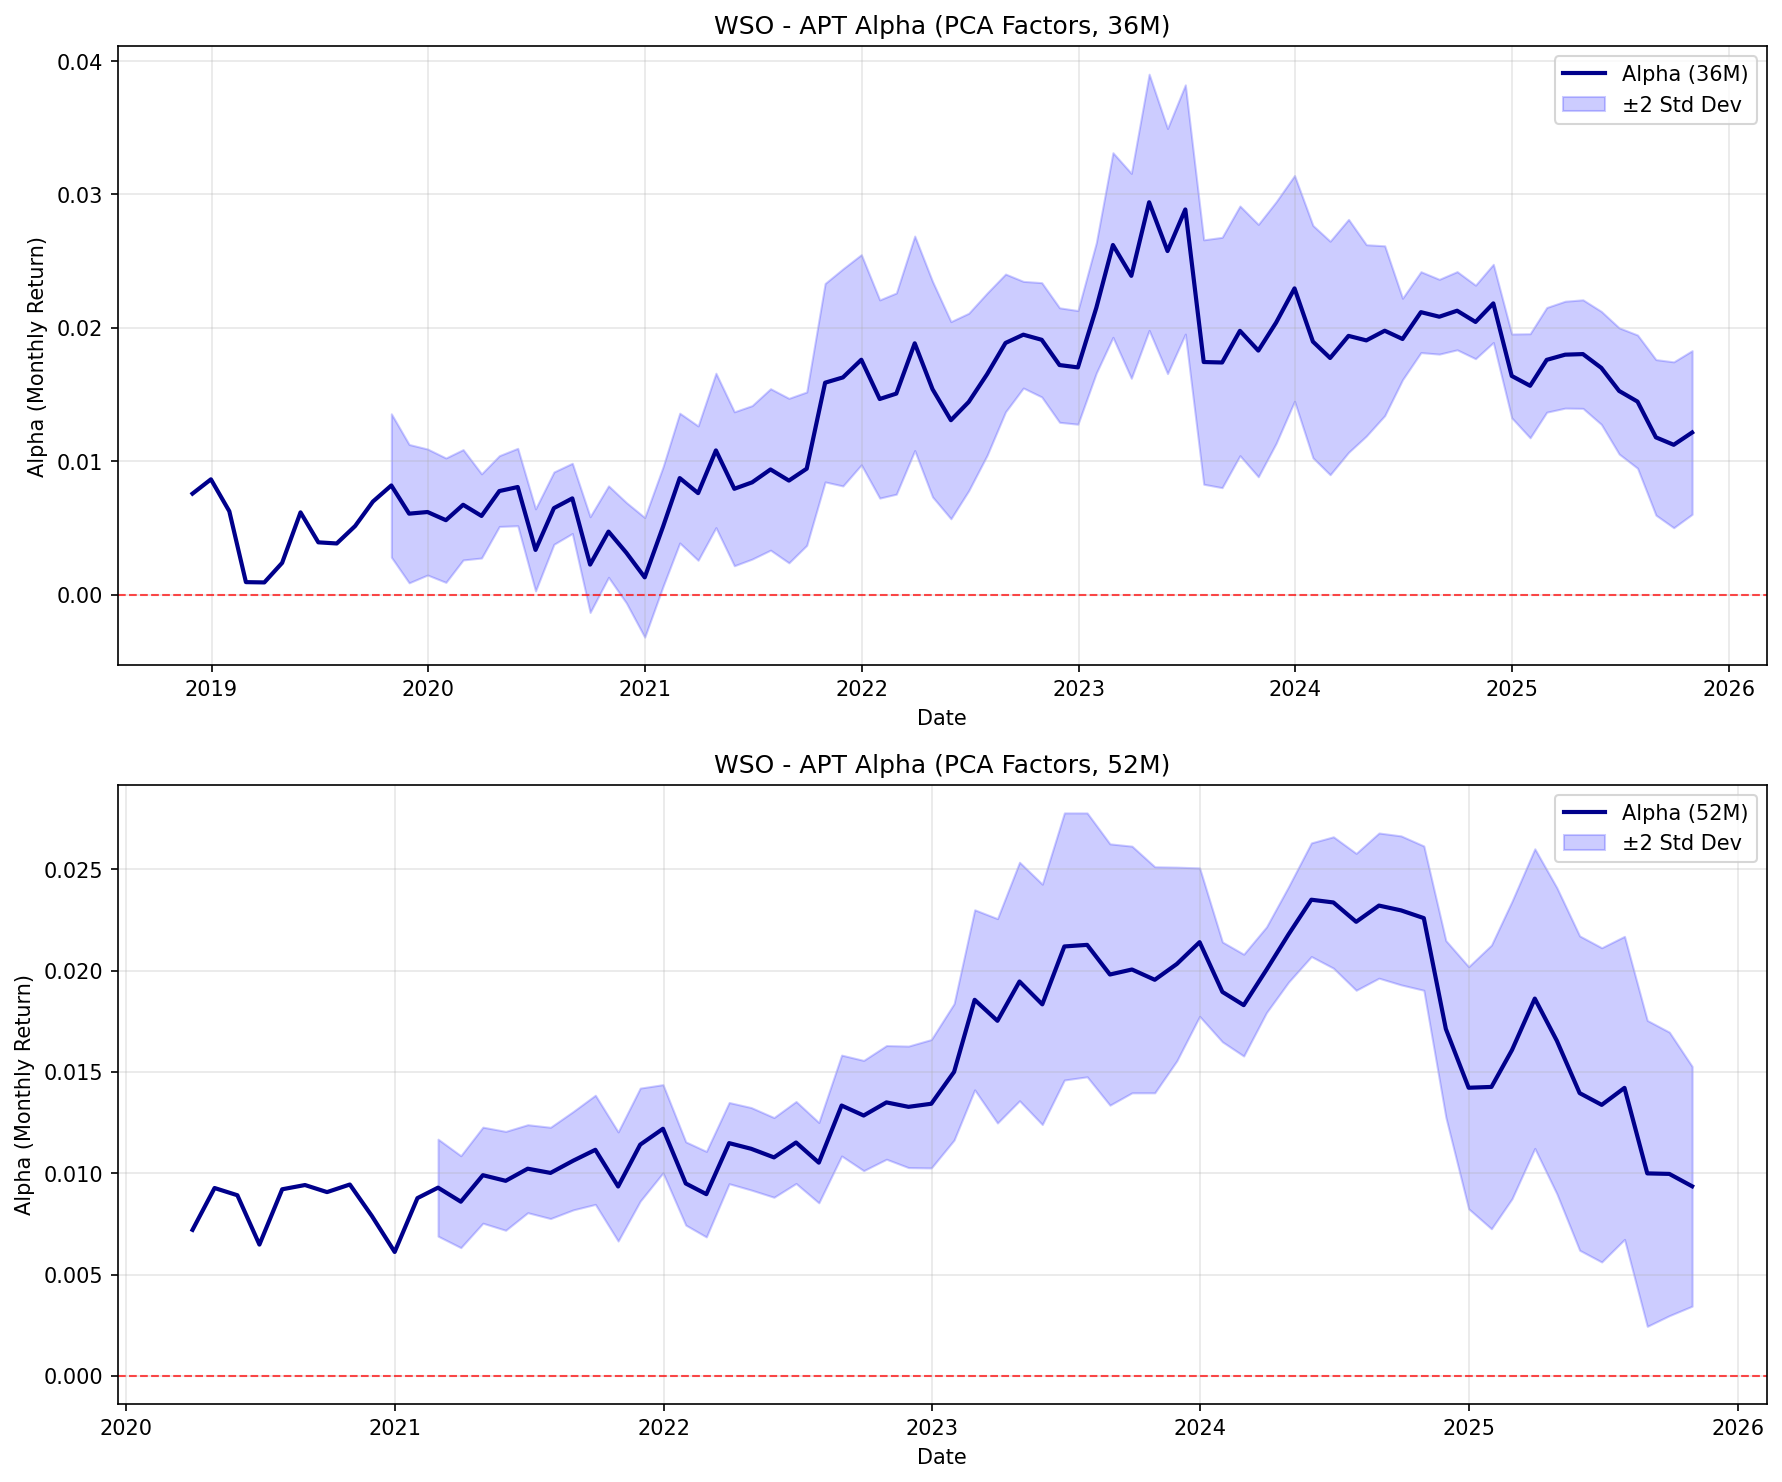 WSO - APT Alpha (PCA Factors, 36M)
Alpha (Monthly Return)
0.04
0.03
0.02
0.01
0.00
Alpha (36M)
±2 Std Dev
2019 2020 2021 2022 2023 2024 2025 2026
Date
WSO - APT Alpha (PCA Factors, 52M)
Alpha (Monthly Return)
0.025
0.020
0.015
0.010
0.005
0.000
Alpha (52M)
±2 Std Dev
2020 2021 2022 2023 2024 2025 2026
Date